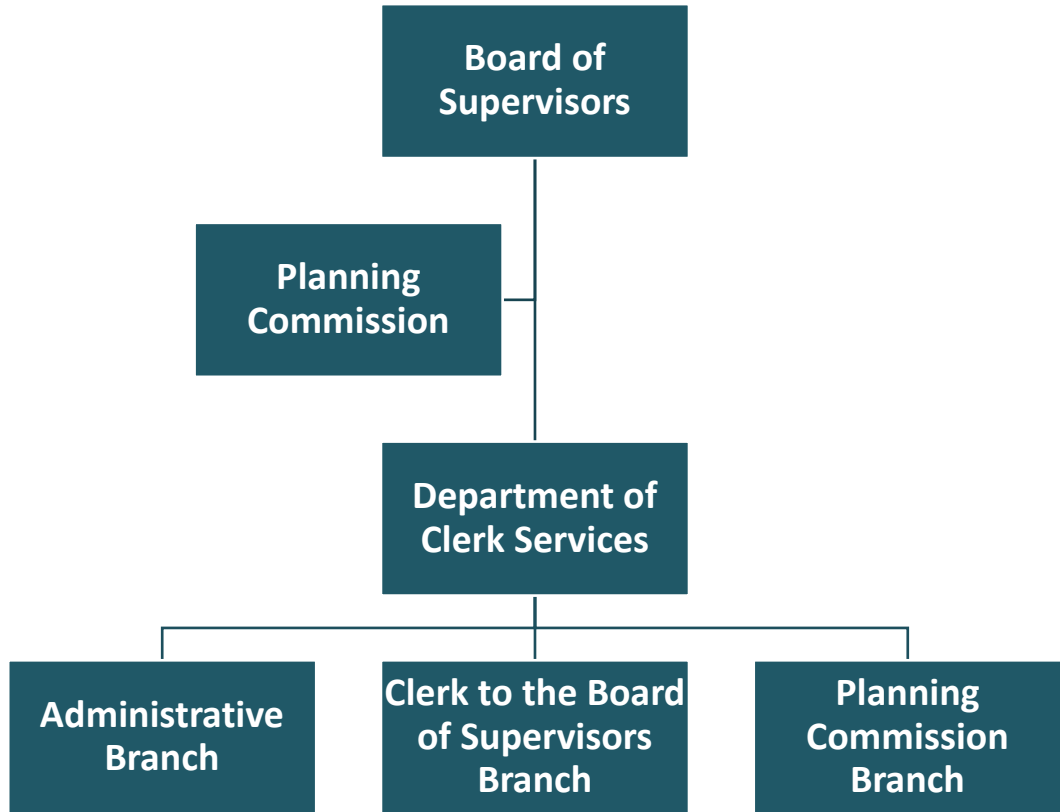 Board of
Supervisors
Planning
Commission
Department of
Clerk Services
Administrative
Branch
Clerk to the Board
of Supervisors
Branch
Planning
Commission
Branch